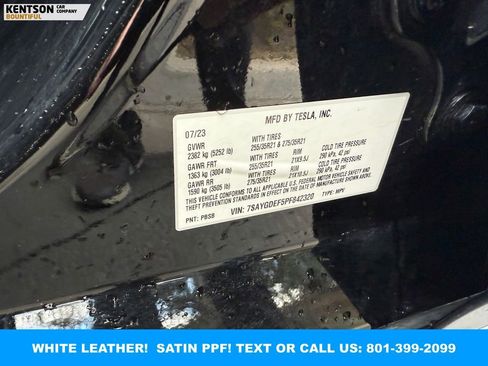 KENTSON CAR COMPANY
BOUNTIFUL
MFD BY TESLA, INC.
07/23
GVWR WITH TIRES COLD TIRE PRESSURE
2382 kg (5252 lb) 255/35R21 & 275/35R21 RIM 290 kPa, 42 psi
GAWR FRT WITH TIRES 21X9.5J COLD TIRE PRESSURE
1363 kg (3004 lb) 255/35R21 RIM 290 kPa, 42 psi
GAWR RR WITH TIRES 21X10.5J
1590 kg (3505 lb) 275/35R21
THIS VEHICLE CONFORMS TO ALL APPLICABLE U.S. FEDERAL MOTOR VEHICLE SAFETY AND
THEFT PREVENTION STANDARDS IN EFFECT ON THE DATE OF MANUFACTURE SHOWN ABOVE.
PNT: PBSB VIN: 7SAYGDEF5PF842320 TYPE: MPV
WHITE LEATHER! SATIN PPF! TEXT OR CALL US: 801-399-2099